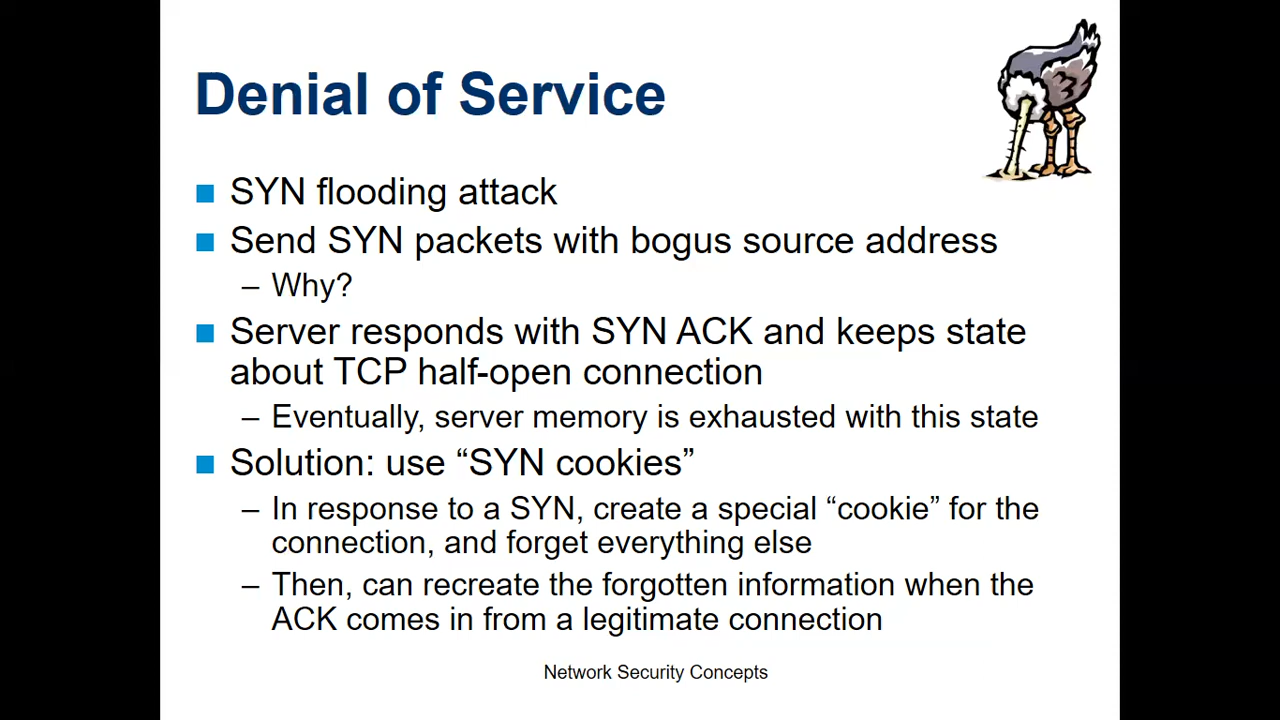 Denial of Service
■ SYN flooding attack
■ Send SYN packets with bogus source address
– Why?
■ Server responds with SYN ACK and keeps state
about TCP half-open connection
– Eventually, server memory is exhausted with this state
■ Solution: use “SYN cookies”
– In response to a SYN, create a special “cookie” for the
connection, and forget everything else
– Then, can recreate the forgotten information when the
ACK comes in from a legitimate connection
Network Security Concepts